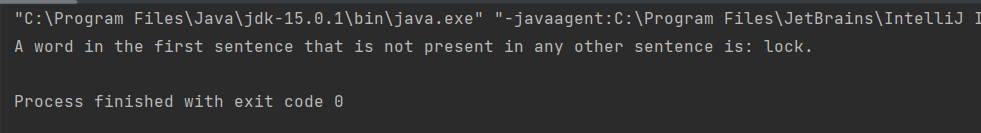 "C:\Program Files\Java\jdk-15.0.1\bin\java.exe" "-javaagent:C:\Program Files\JetBrains\IntelliJ
A word in the first sentence that is not present in any other sentence is: lock.
Process finished with exit code 0